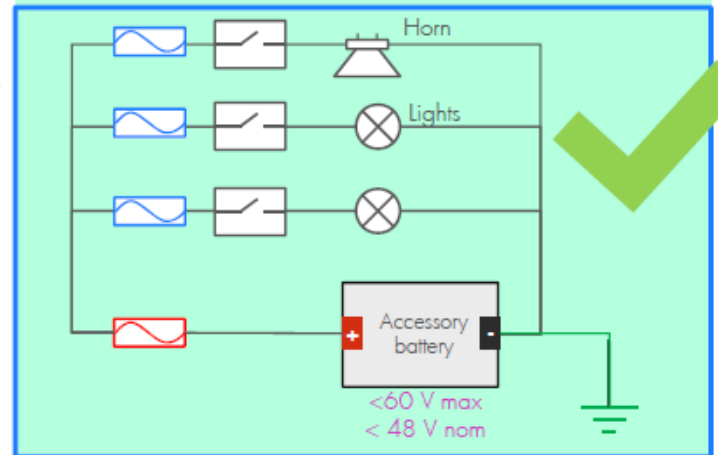 Horn
Lights
+
Accessory
battery
-
<60 V max
< 48 V nom